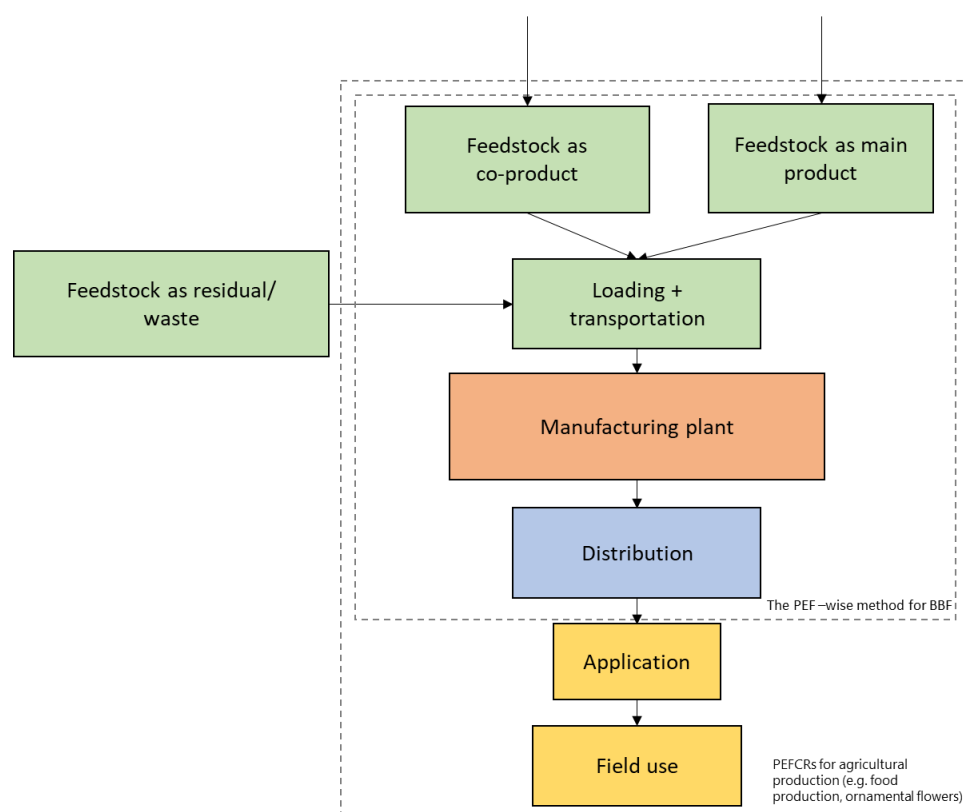 Feedstock as
co-product
Feedstock as main
product
Feedstock as residual/
waste
Loading +
transportation
Manufacturing plant
Distribution
The PEF –wise method for BBF
Application
Field use
PEFCRs for agricultural
production (e.g. food
production, ornamental flowers)